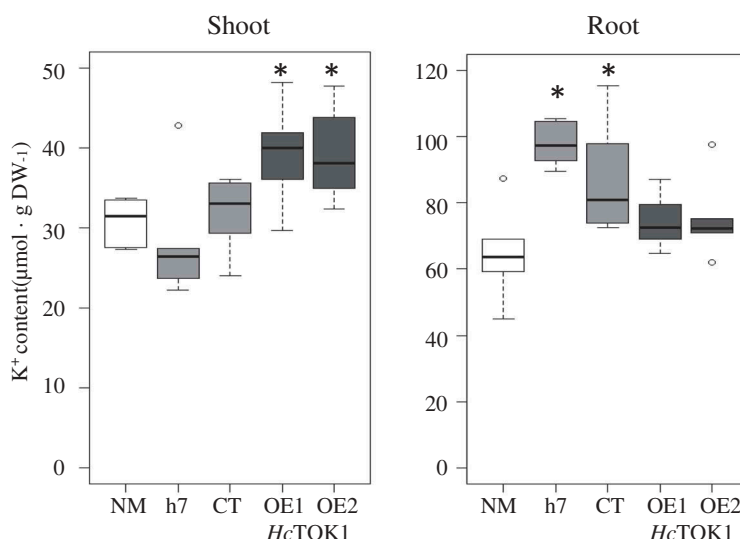 Shoot
Root
K⁺ content(μmol · g DW-1)
50
40
30
20
10
0
* *
NM h7 CT OE1 OE2
HcTOK1
120
100
80
60
40
20
0
* *
NM h7 CT OE1 OE2
HcTOK1